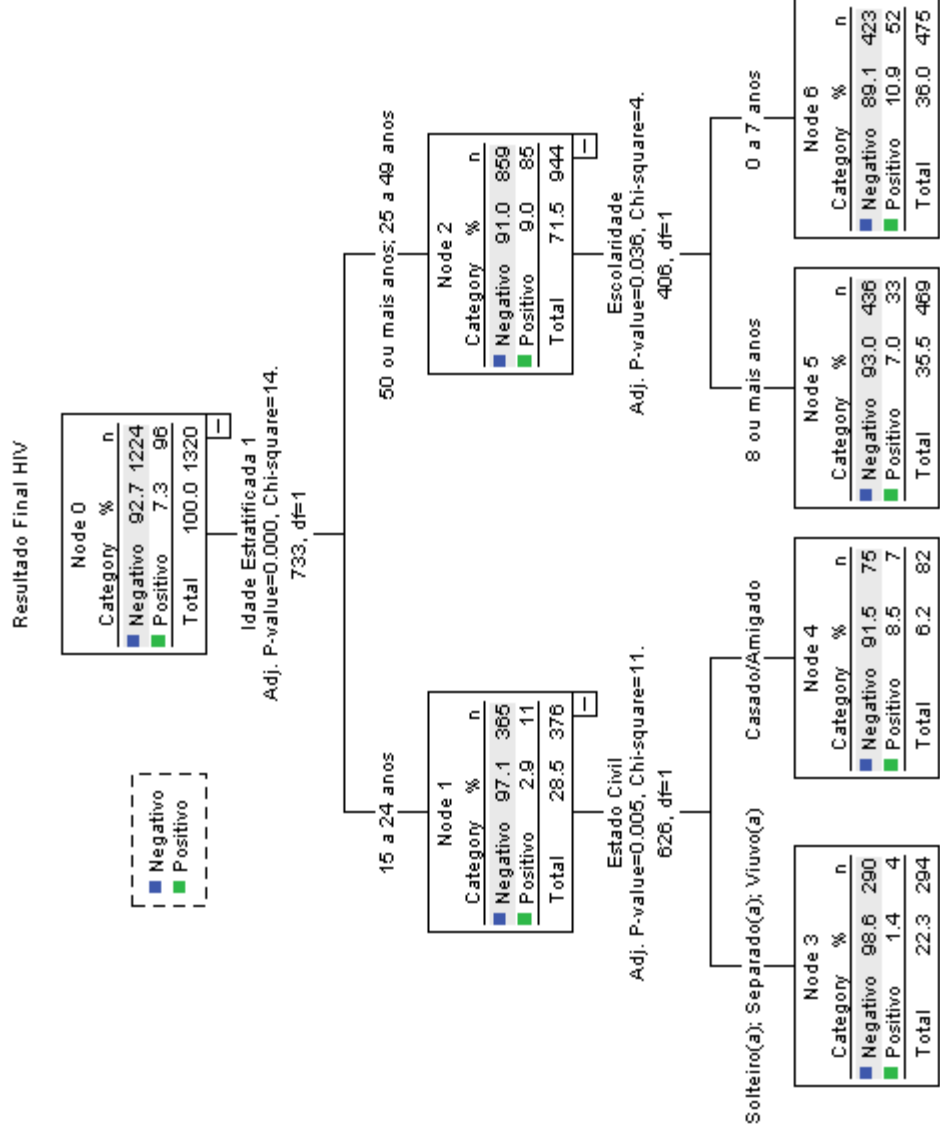 Resultado Final HIV
Negativo
Positivo
Node 0
Category % n
Negativo 92.7 1224
Positivo 7.3 96
Total 100.0 1320
Idade Estratificada 1
Adj. P-value=0.000, Chi-square=14.
733, df=1
15 a 24 anos
50 ou mais anos; 25 a 49 anos
Node 1
Category % n
Negativo 97.1 365
Positivo 2.9 11
Total 28.5 376
Estado Civil
Adj. P-value=0.005, Chi-square=11.
626, df=1
Node 2
Category % n
Negativo 91.0 859
Positivo 9.0 85
Total 71.5 944
Escolaridade
Adj. P-value=0.036, Chi-square=4.
406, df=1
Solteiro(a); Separado(a); Viuvo(a)
Casado/Amigado
8 ou mais anos
0 a 7 anos
Node 3
Category % n
Negativo 98.6 290
Positivo 1.4 4
Total 22.3 294
Node 4
Category % n
Negativo 91.5 75
Positivo 8.5 7
Total 6.2 82
Node 5
Category % n
Negativo 93.0 436
Positivo 7.0 33
Total 35.5 469
Node 6
Category % n
Negativo 89.1 423
Positivo 10.9 52
Total 36.0 475